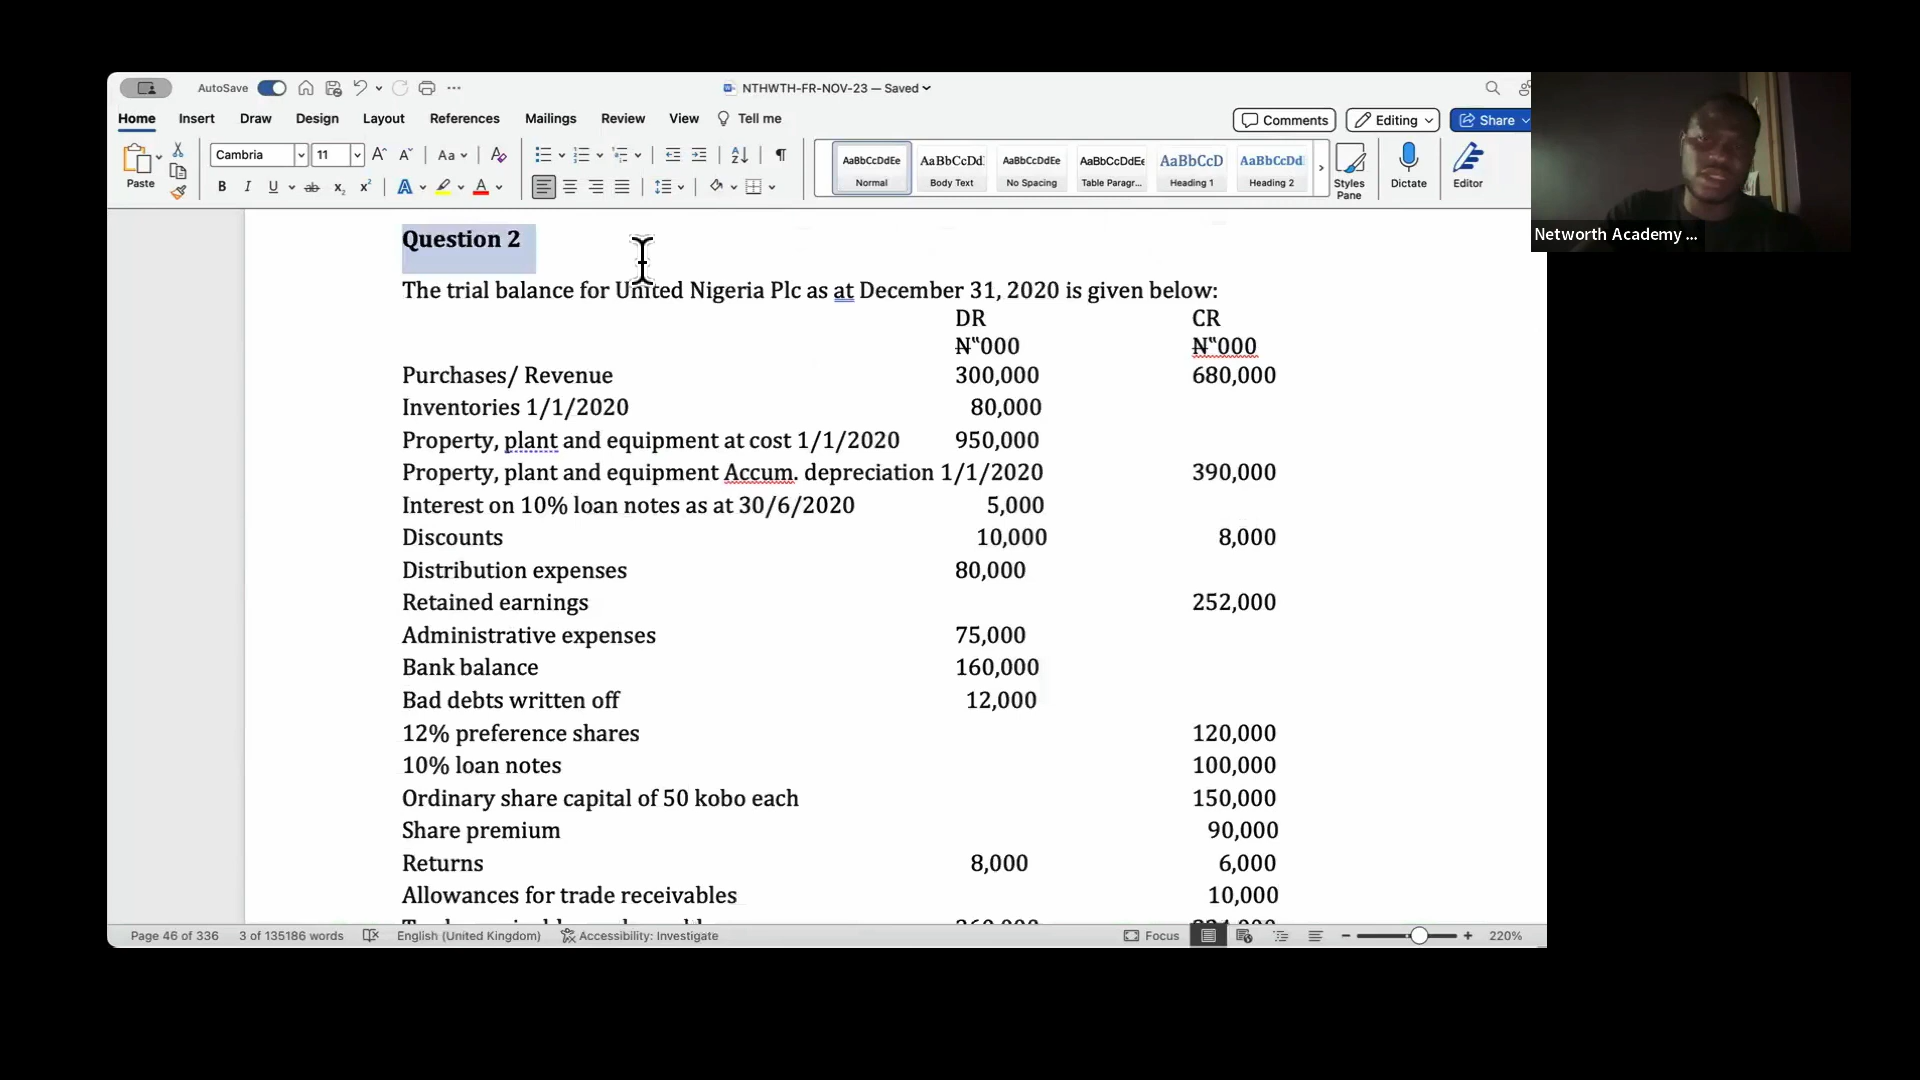 AutoSave
NTHWTH-FR-NOV-23 — Saved
Home Insert Draw Design Layout References Mailings Review View Tell me
Comments Editing Share
Paste
Cambria 11
Aa
B I U ab x₂ x² A A
AaBbCcDdEe AaBbCcDd AaBbCcDdEe AaBbCcDdEe AaBbCcD AaBbCcDd
Normal Body Text No Spacing Table Paragr... Heading 1 Heading 2
Styles Pane
Dictate
Editor
Networth Academy ...
Question 2
The trial balance for United Nigeria Plc as at December 31, 2020 is given below:
DR CR
₦‟000 ₦‟000
Purchases/ Revenue 300,000 680,000
Inventories 1/1/2020 80,000
Property, plant and equipment at cost 1/1/2020 950,000
Property, plant and equipment Accum. depreciation 1/1/2020 390,000
Interest on 10% loan notes as at 30/6/2020 5,000
Discounts 10,000 8,000
Distribution expenses 80,000
Retained earnings 252,000
Administrative expenses 75,000
Bank balance 160,000
Bad debts written off 12,000
12% preference shares 120,000
10% loan notes 100,000
Ordinary share capital of 50 kobo each 150,000
Share premium 90,000
Returns 8,000 6,000
Allowances for trade receivables 10,000
Page 46 of 336 3 of 135186 words English (United Kingdom) Accessibility: Investigate Focus 220%